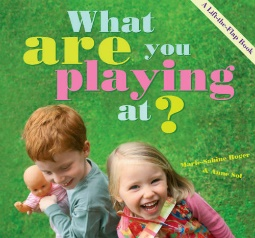 What
are you
playing
at?
A Lift-the-Flap Book
Marie-Sabine Roger
& Anne Sol